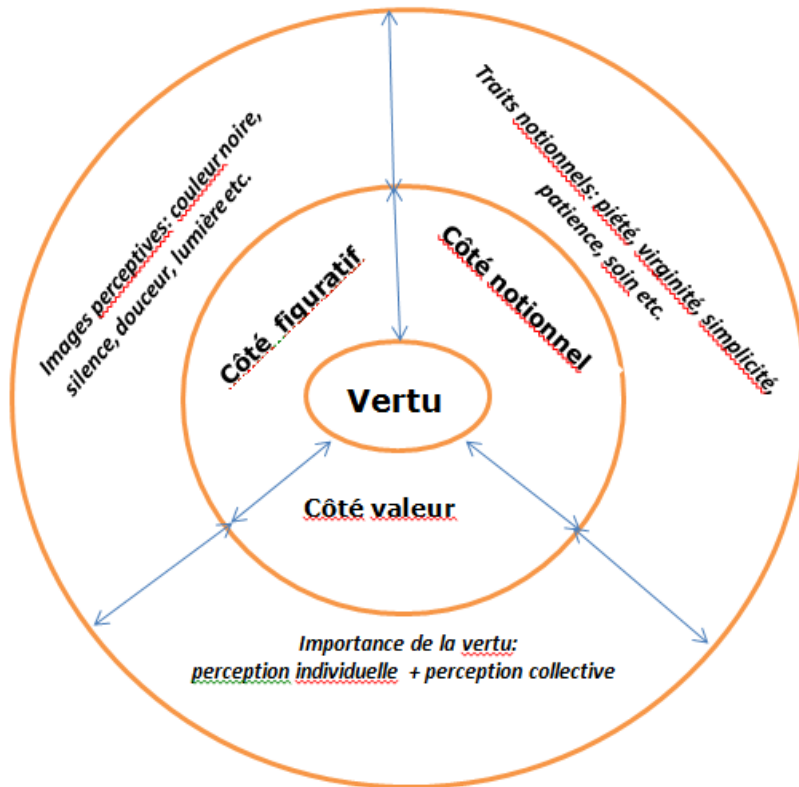 Images perceptives: couleur noire,
silence, douceur, lumière etc.
Traits notionnels: piété, virginité, simplicité,
patience, soin etc.
Côté figuratif
Côté notionnel
Vertu
Côté valeur
Importance de la vertu:
perception individuelle + perception collective